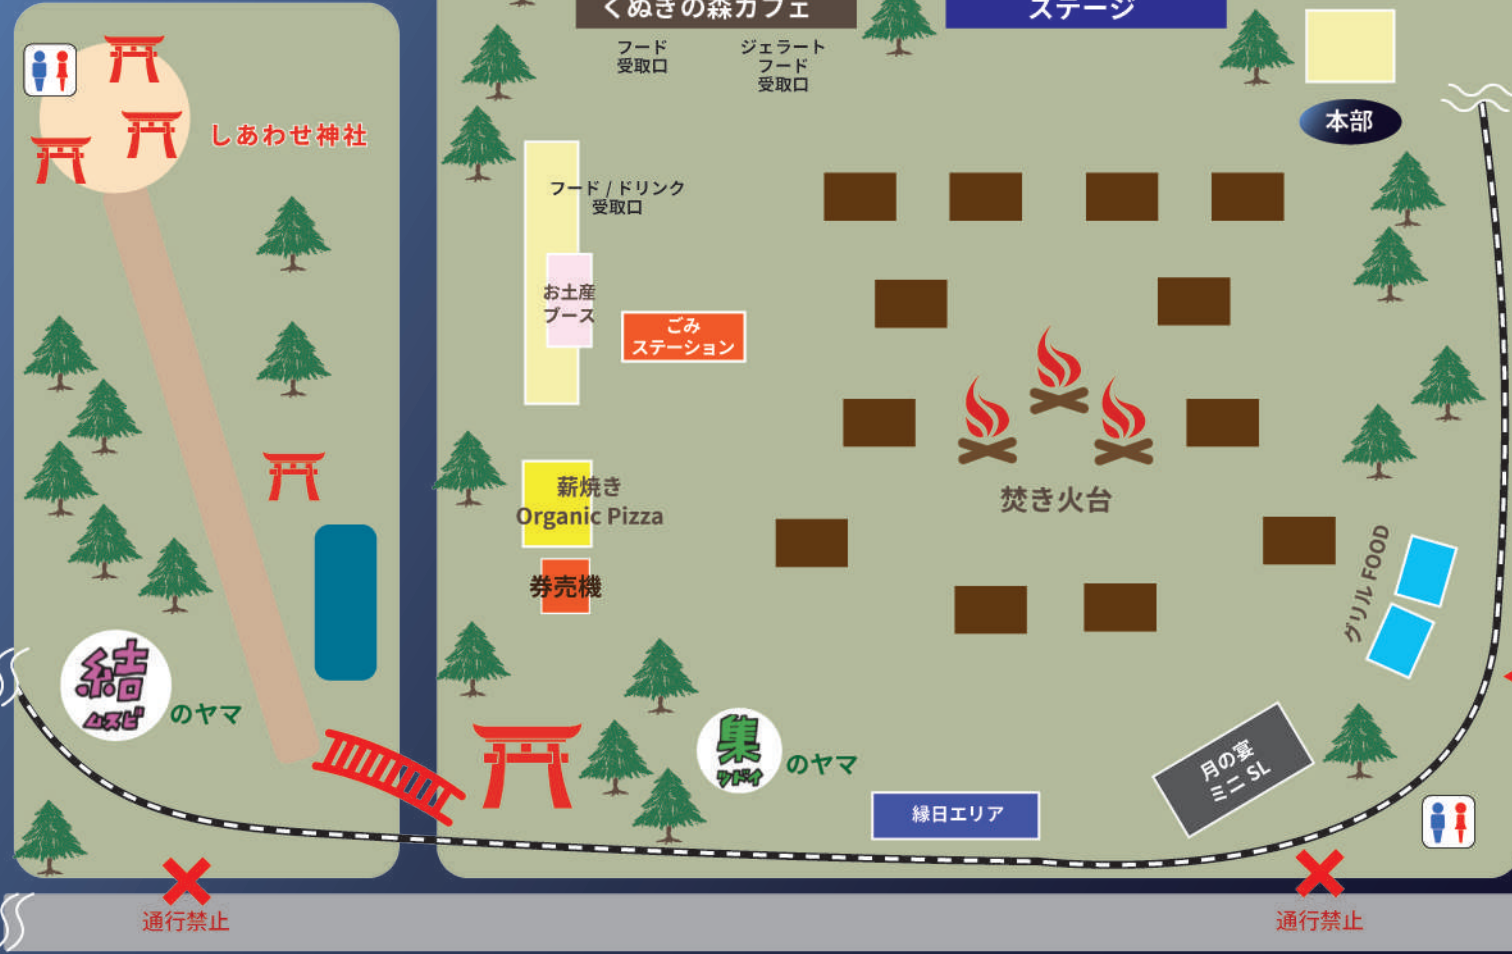 くぬぎの森カフェ
ステージ
フード
受取口
ジェラート
フード
受取口
本部
しあわせ神社
フード / ドリンク
受取口
お土産
ブース
ごみ
ステーション
薪焼き
Organic Pizza
券売機
焚き火台
グリル FOOD
結
ムスビ
のヤマ
集
ツドイ
のヤマ
月の宴
ミニ SL
縁日エリア
通行禁止
通行禁止